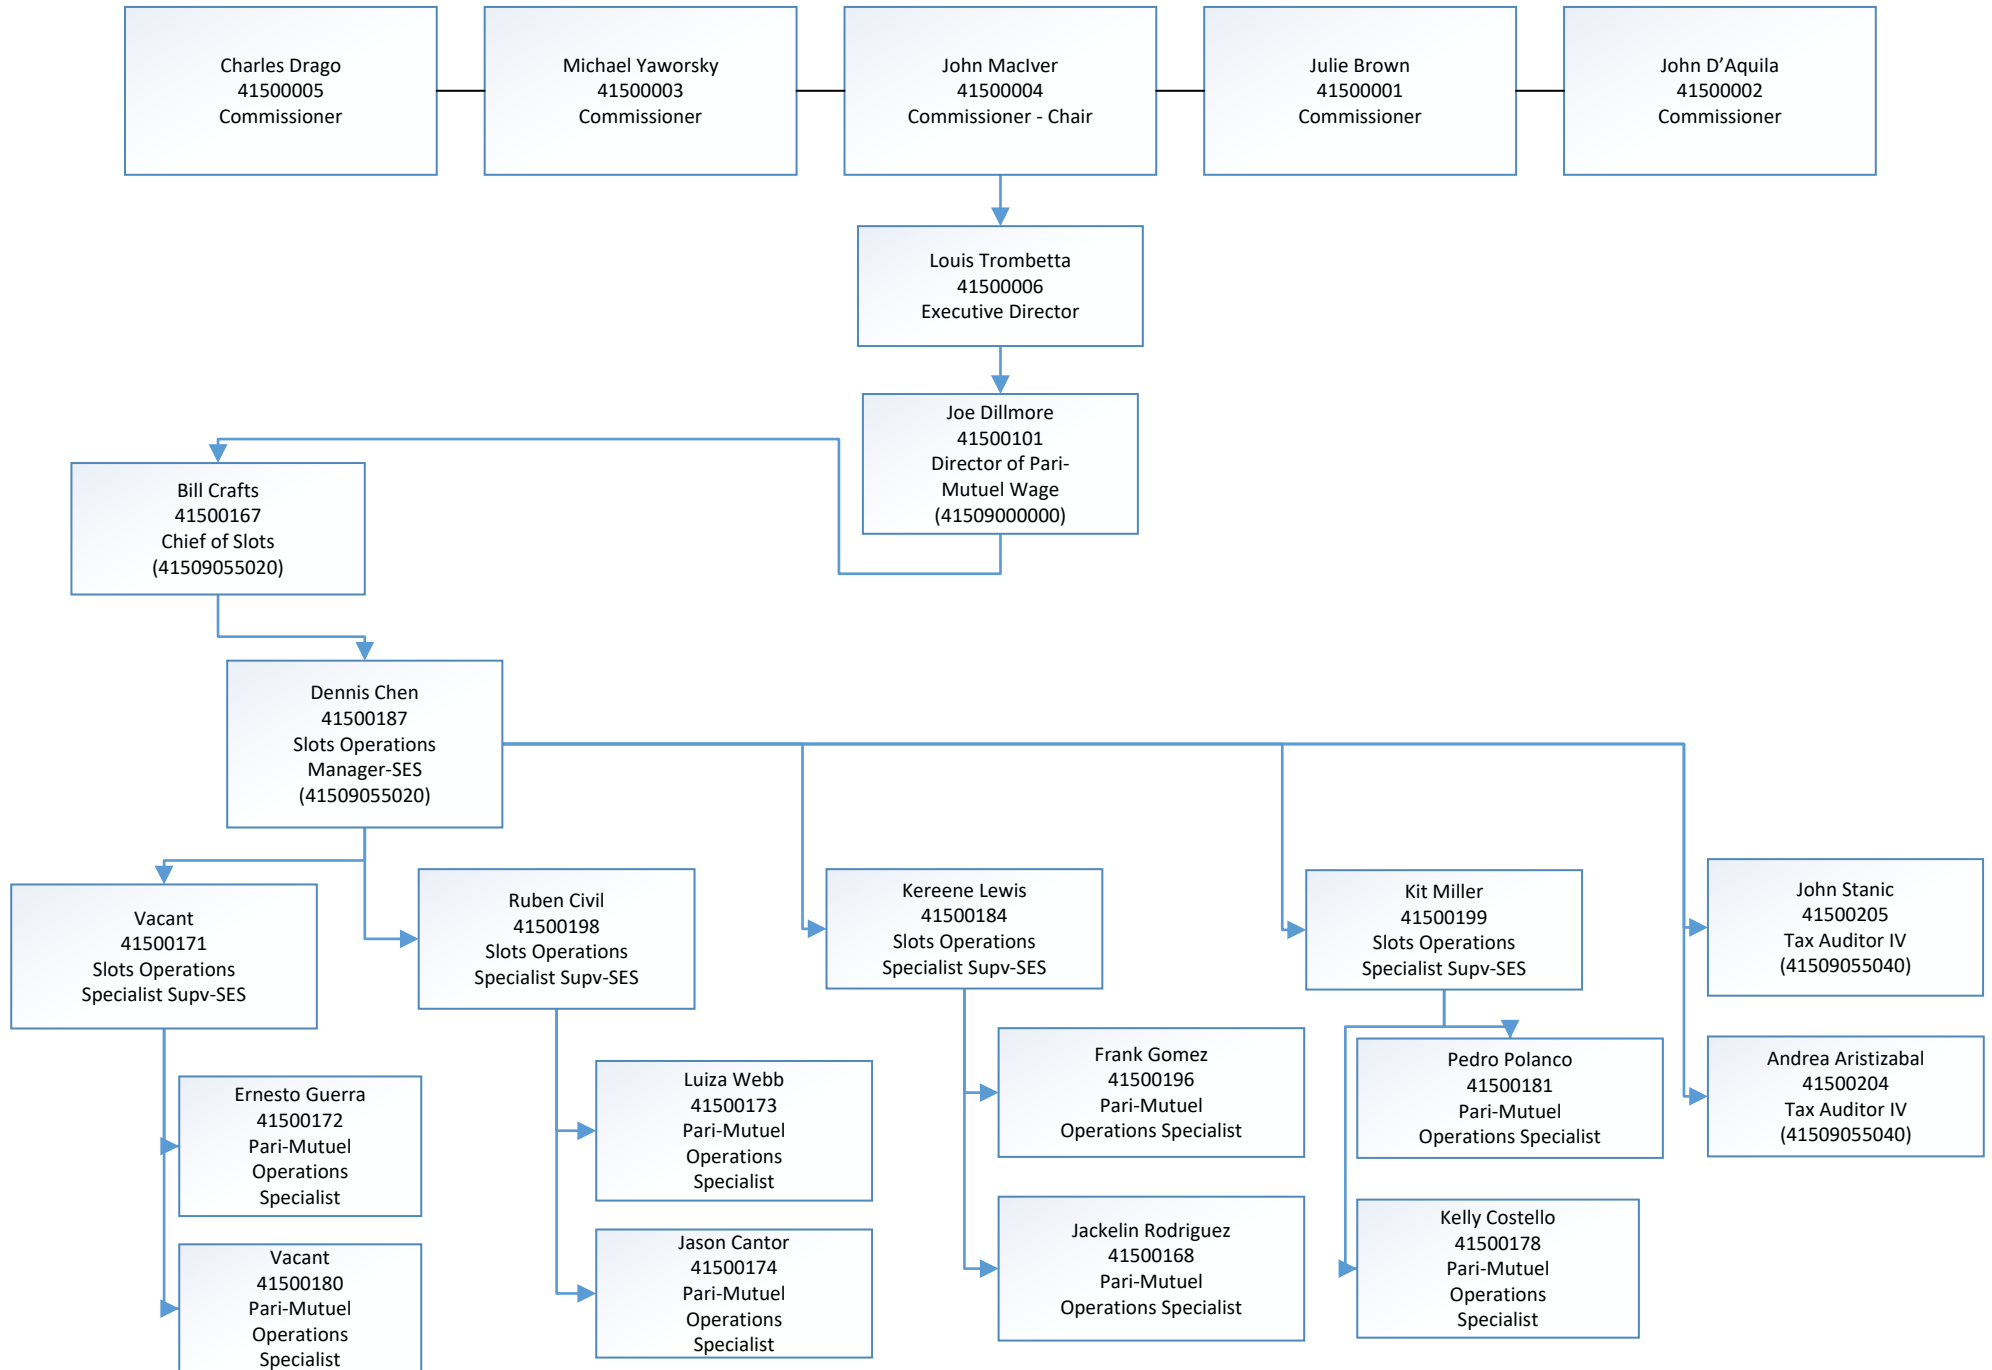 Charles Drago
41500005
Commissioner
Michael Yaworsky
41500003
Commissioner
John MacIver
41500004
Commissioner - Chair
Julie Brown
41500001
Commissioner
John D’Aquila
41500002
Commissioner
Louis Trombetta
41500006
Executive Director
Joe Dillmore
41500101
Director of Pari-
Mutuel Wage
(41509000000)
Bill Crafts
41500167
Chief of Slots
(41509055020)
Dennis Chen
41500187
Slots Operations
Manager-SES
(41509055020)
Vacant
41500171
Slots Operations
Specialist Supv-SES
Ruben Civil
41500198
Slots Operations
Specialist Supv-SES
Kereene Lewis
41500184
Slots Operations
Specialist Supv-SES
Kit Miller
41500199
Slots Operations
Specialist Supv-SES
John Stanic
41500205
Tax Auditor IV
(41509055040)
Ernesto Guerra
41500172
Pari-Mutuel
Operations
Specialist
Luiza Webb
41500173
Pari-Mutuel
Operations
Specialist
Frank Gomez
41500196
Pari-Mutuel
Operations Specialist
Pedro Polanco
41500181
Pari-Mutuel
Operations Specialist
Andrea Aristizabal
41500204
Tax Auditor IV
(41509055040)
Vacant
41500180
Pari-Mutuel
Operations
Specialist
Jason Cantor
41500174
Pari-Mutuel
Operations
Specialist
Jackelin Rodriguez
41500168
Pari-Mutuel
Operations Specialist
Kelly Costello
41500178
Pari-Mutuel
Operations
Specialist